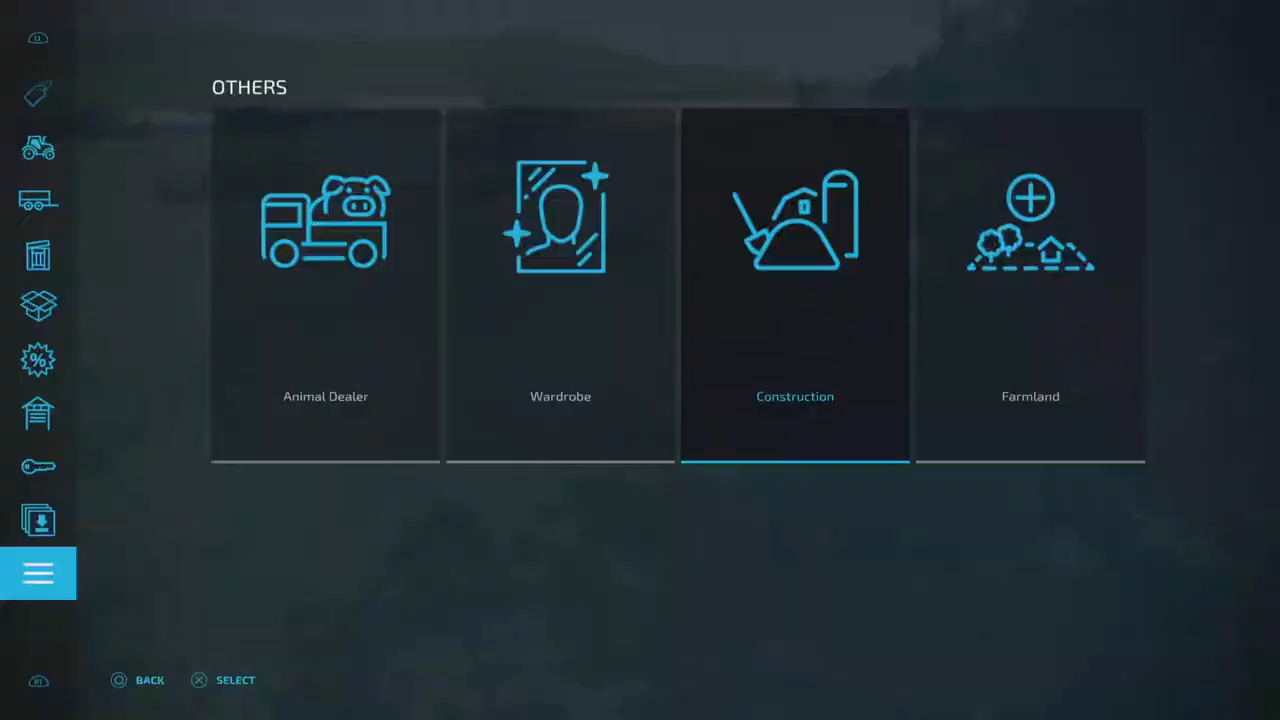 OTHERS
Animal Dealer
Wardrobe
Construction
Farmland
%
BACK
SELECT